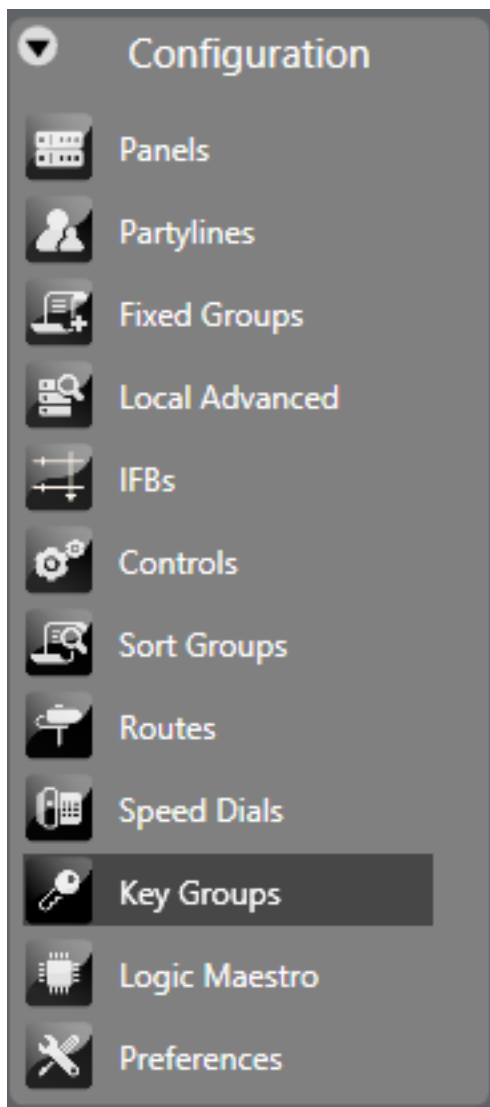 Configuration
Panels
Partylines
Fixed Groups
Local Advanced
IFBs
Controls
Sort Groups
Routes
Speed Dials
Key Groups
Logic Maestro
Preferences